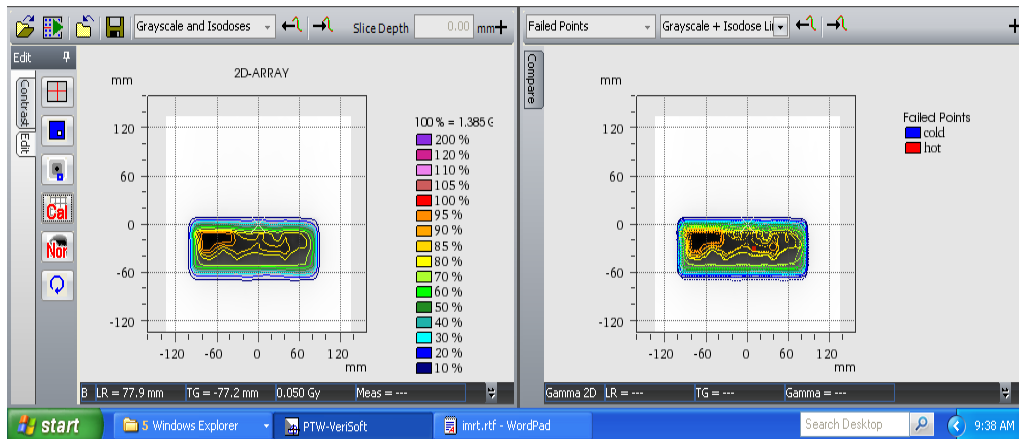 Grayscale and Isodoses
Slice Depth 0.00 mm
Failed Points
Grayscale + Isodose Li
Edit
Contrast
Edit
Cal
Nor
2D-ARRAY
mm
120
60
0
-60
-120
-120 -60 0 60 120
mm
100 % = 1.385 G
200 %
120 %
110 %
105 %
100 %
95 %
90 %
85 %
80 %
70 %
60 %
50 %
40 %
30 %
20 %
10 %
B LR = 77.9 mm TG = -77.2 mm 0.050 Gy Meas = ---
Compare
mm
120
60
0
-60
-120
-120 -60 0 60 120
mm
Failed Points
cold
hot
Gamma 2D LR = --- TG = --- Gamma = ---
start
5 Windows Explorer
PTW-VeriSoft
imrt.rtf - WordPad
Search Desktop
9:38 AM